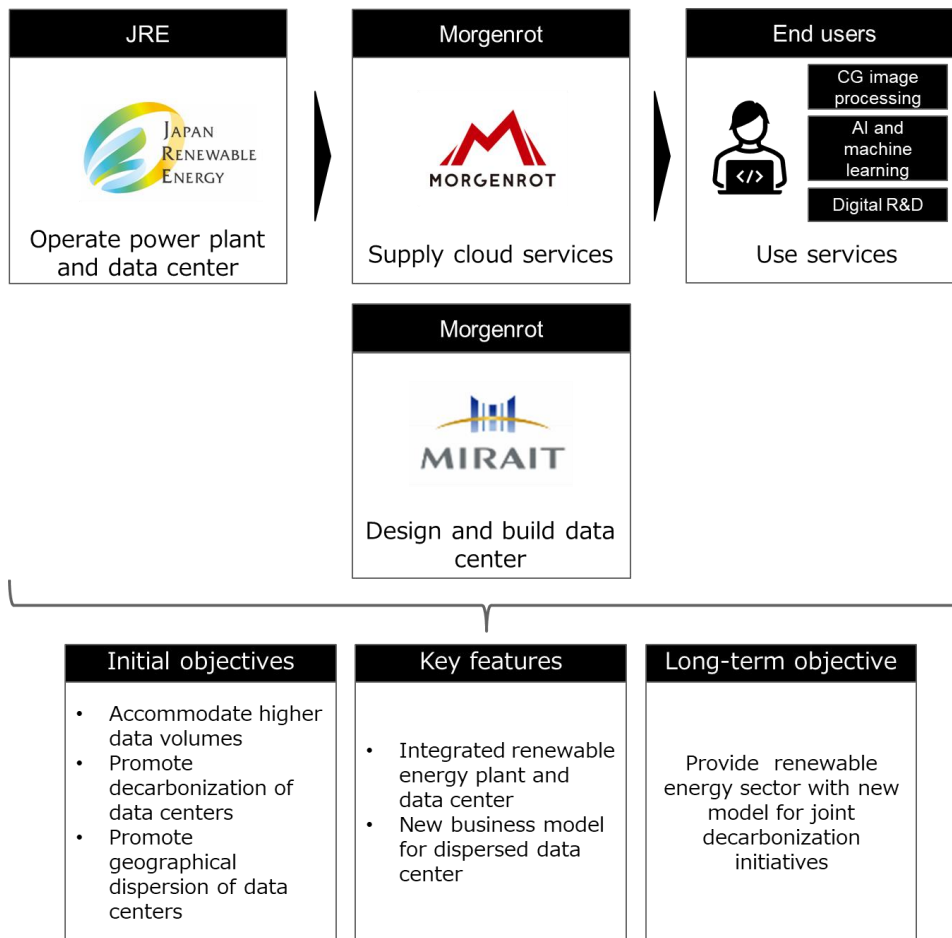 JRE
JAPAN
RENEWABLE
ENERGY
Operate power plant
and data center
Morgenrot
MORGENROT
Supply cloud services
End users
</>
CG image
processing
AI and
machine
learning
Digital R&D
Use services
Morgenrot
MIRAIT
Design and build data
center
Initial objectives
• Accommodate higher
data volumes
• Promote
decarbonization of
data centers
• Promote
geographical
dispersion of data
centers
Key features
• Integrated renewable
energy plant and
data center
• New business model
for dispersed data
center
Long-term objective
Provide renewable
energy sector with new
model for joint
decarbonization
initiatives